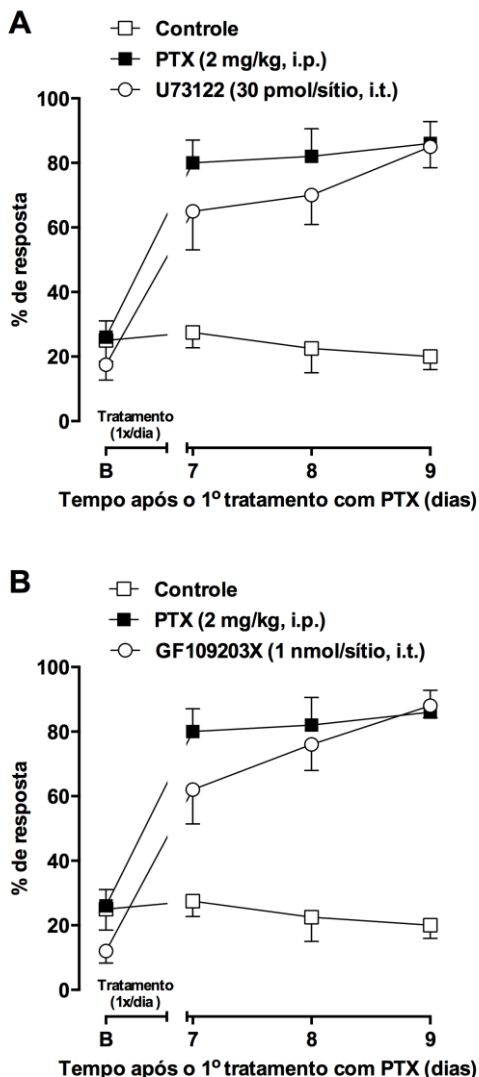 A
Controle
PTX (2 mg/kg, i.p.)
U73122 (30 pmol/sítio, i.t.)
% de resposta
100
80
60
40
20
0
Tratamento
(1x/dia)
B
7
8
9
Tempo após o 1º tratamento com PTX (dias)
B
Controle
PTX (2 mg/kg, i.p.)
GF109203X (1 nmol/sítio, i.t.)
% de resposta
100
80
60
40
20
0
Tratamento
(1x/dia)
B
7
8
9
Tempo após o 1º tratamento com PTX (dias)